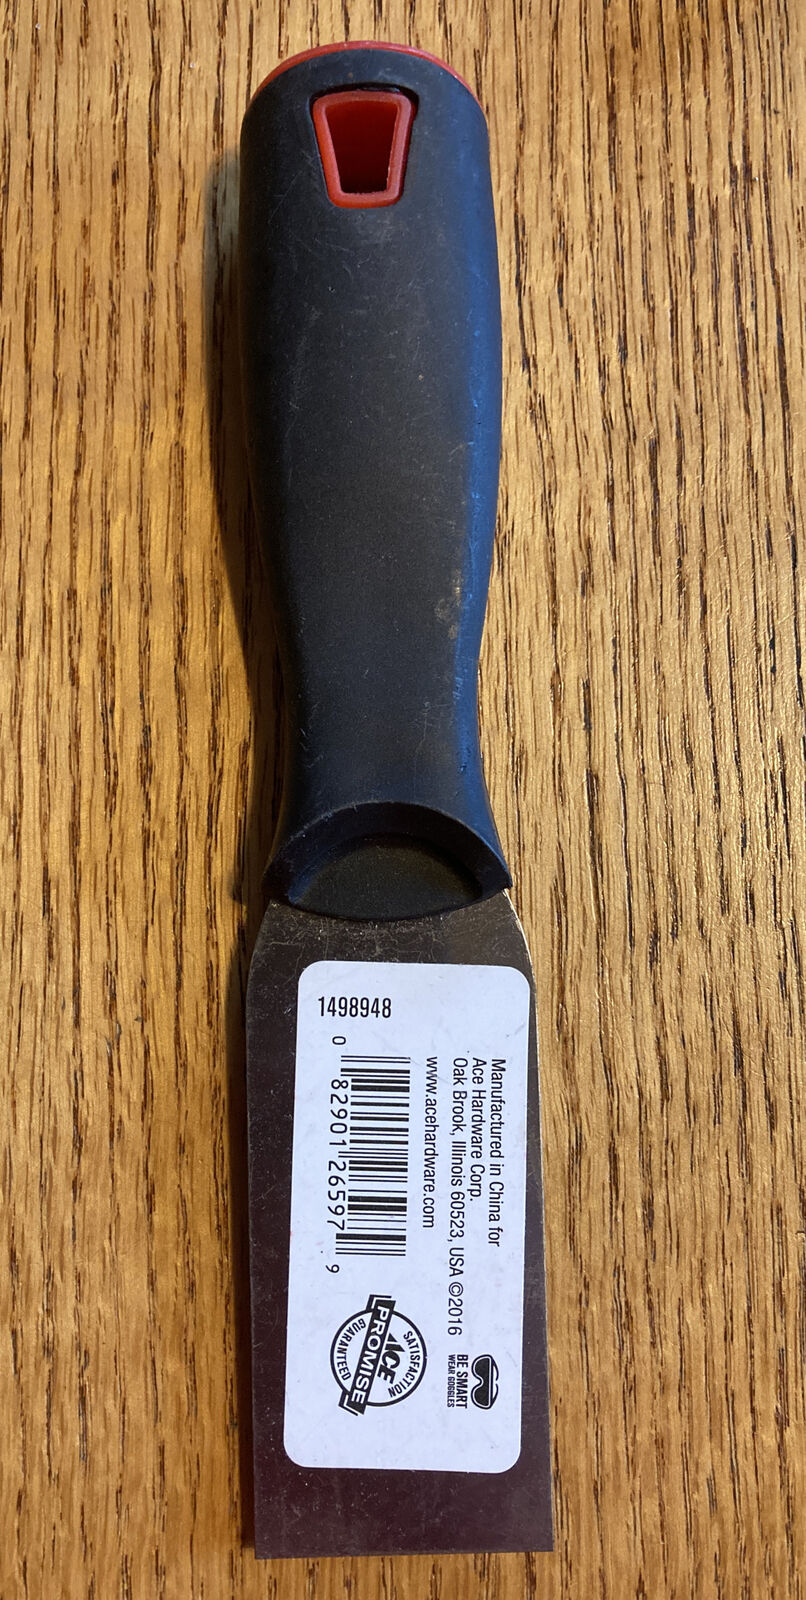 1498948
Manufactured in China for
Ace Hardware Corp.
Oak Brook, Illinois 60523, USA ©2016
www.acehardware.com
0 82901 26597 9
BE SMART
WEAR GOGGLES
SATISFACTION
ACE
PROMISE
GUARANTEED